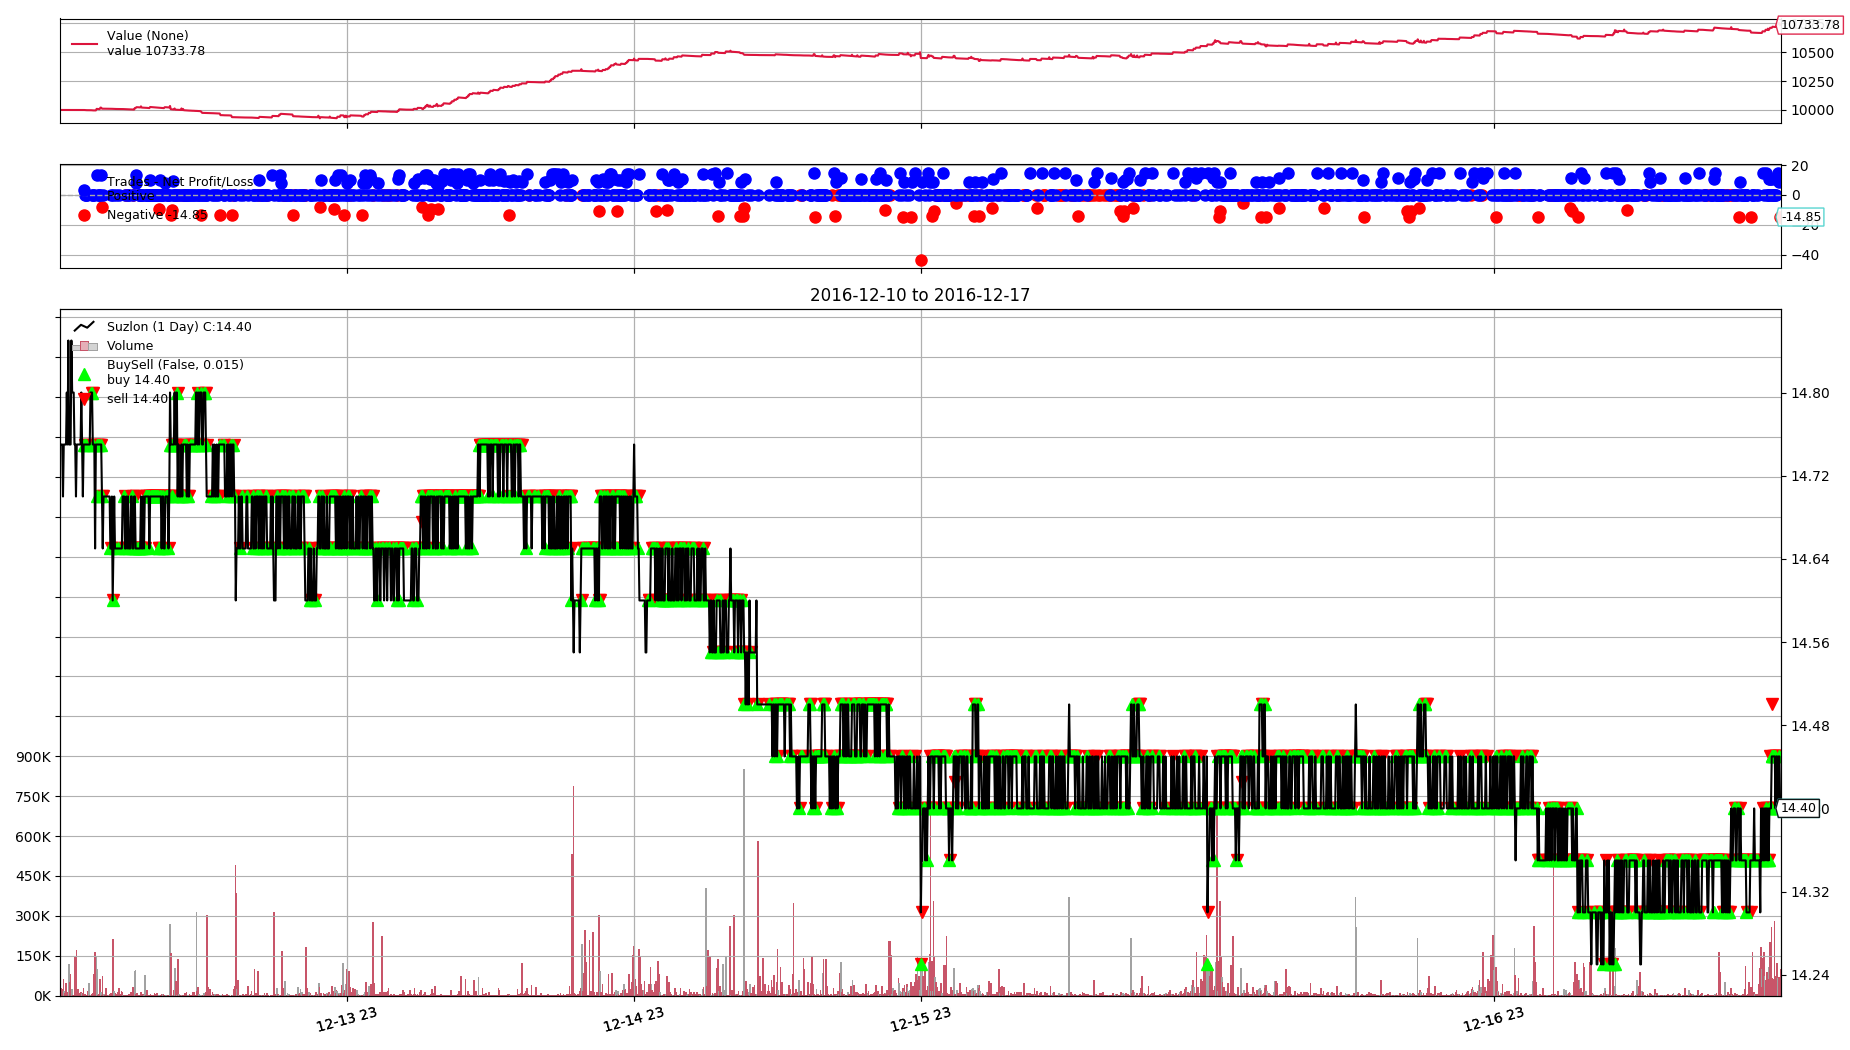 Value (None)
value 10733.78
10733.78
10500
10250
10000
Trades - Net Profit/Loss
Positive
Negative -14.85
20
0
-14.85
−40
2016-12-10 to 2016-12-17
Suzlon (1 Day) C:14.40
Volume
BuySell (False, 0.015)
buy 14.40
sell 14.40
14.80
14.72
14.64
14.56
14.48
14.40
14.32
14.24
900K
750K
600K
450K
300K
150K
0K
12-13 23
12-14 23
12-15 23
12-16 23